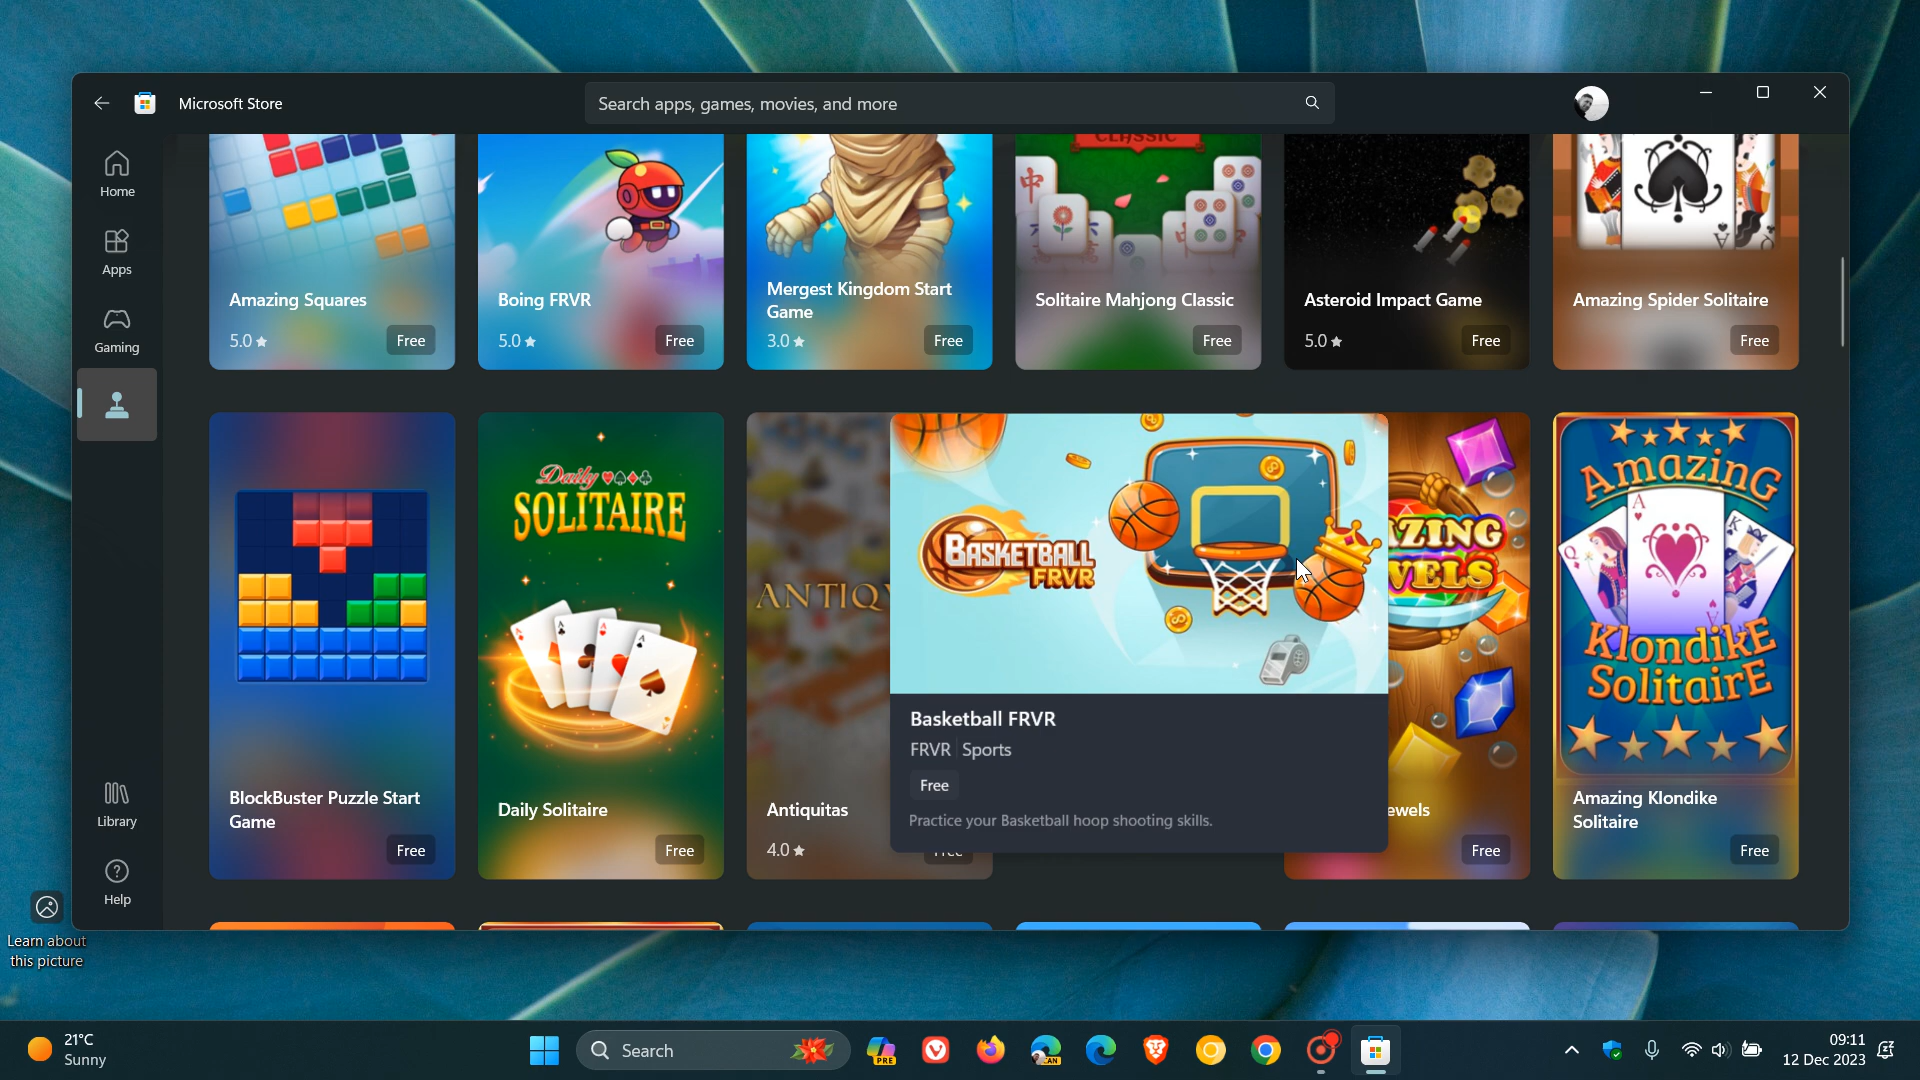 Microsoft Store
Search apps, games, movies, and more
Home
Apps
Gaming
Library
Help
CLASSIC
Amazing Squares
5.0
Free
Boing FRVR
5.0
Free
Mergest Kingdom Start
Game
3.0
Free
Solitaire Mahjong Classic
Free
Asteroid Impact Game
5.0
Free
Amazing Spider Solitaire
Free
BlockBuster Puzzle Start
Game
Free
Daily
SOLITAIRE
Daily Solitaire
Free
Antiquitas
4.0
BASKETBALL
FRVR
Basketball FRVR
FRVR Sports
Free
Practice your Basketball hoop shooting skills.
Free
Amazing
Klondike
Solitaire
Amazing Klondike
Solitaire
Free
Learn about
this picture
21°C
Sunny
Search
PRE
CAN
09:11
12 Dec 2023